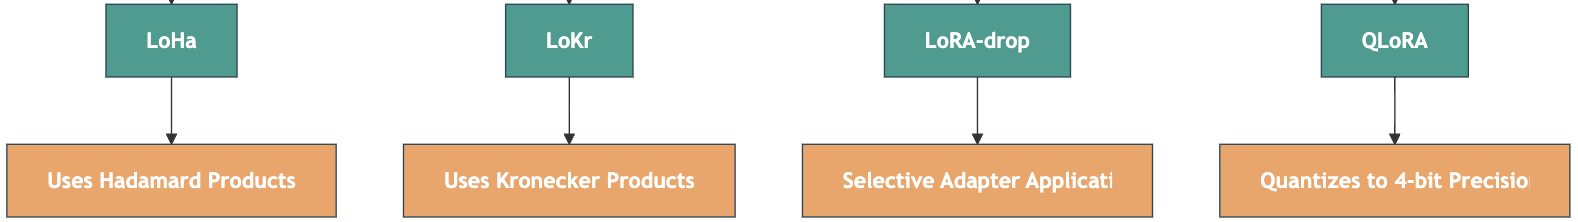 LoHa
LoKr
LoRA-drop
QLoRA
Uses Hadamard Products
Uses Kronecker Products
Selective Adapter Applicati
Quantizes to 4-bit Precisio